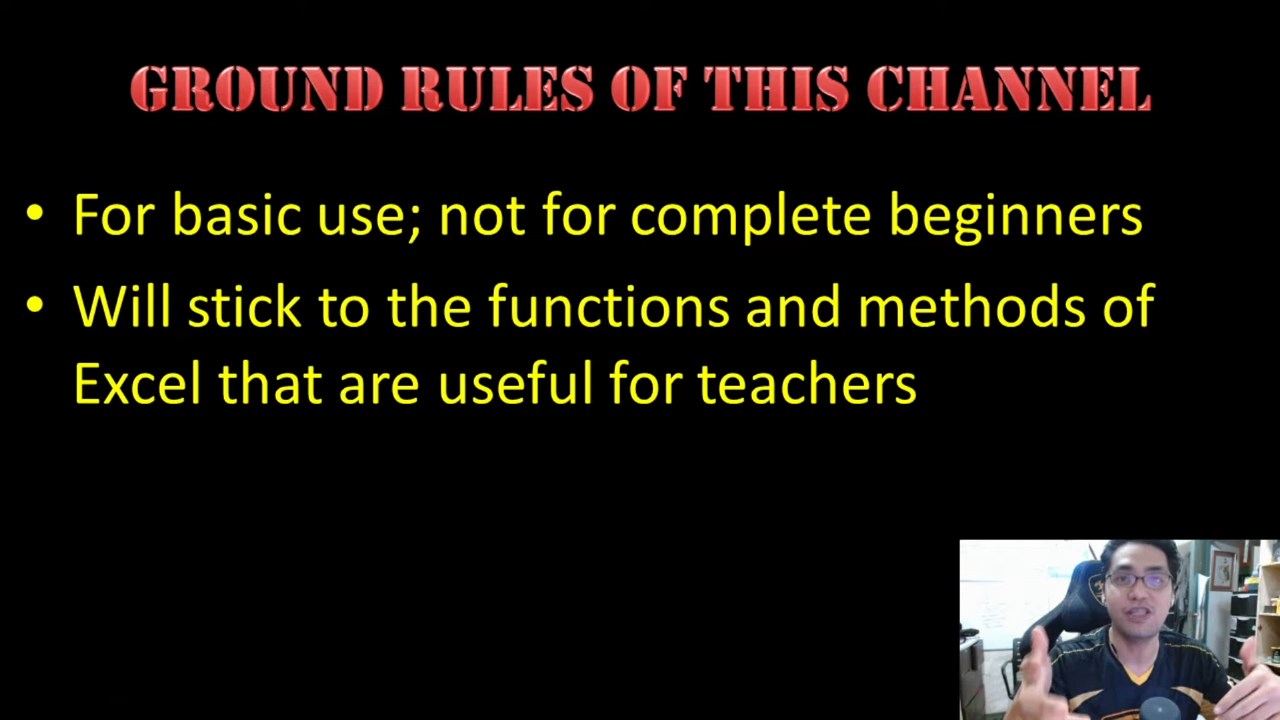 GROUND RULES OF THIS CHANNEL
• For basic use; not for complete beginners
• Will stick to the functions and methods of
Excel that are useful for teachers